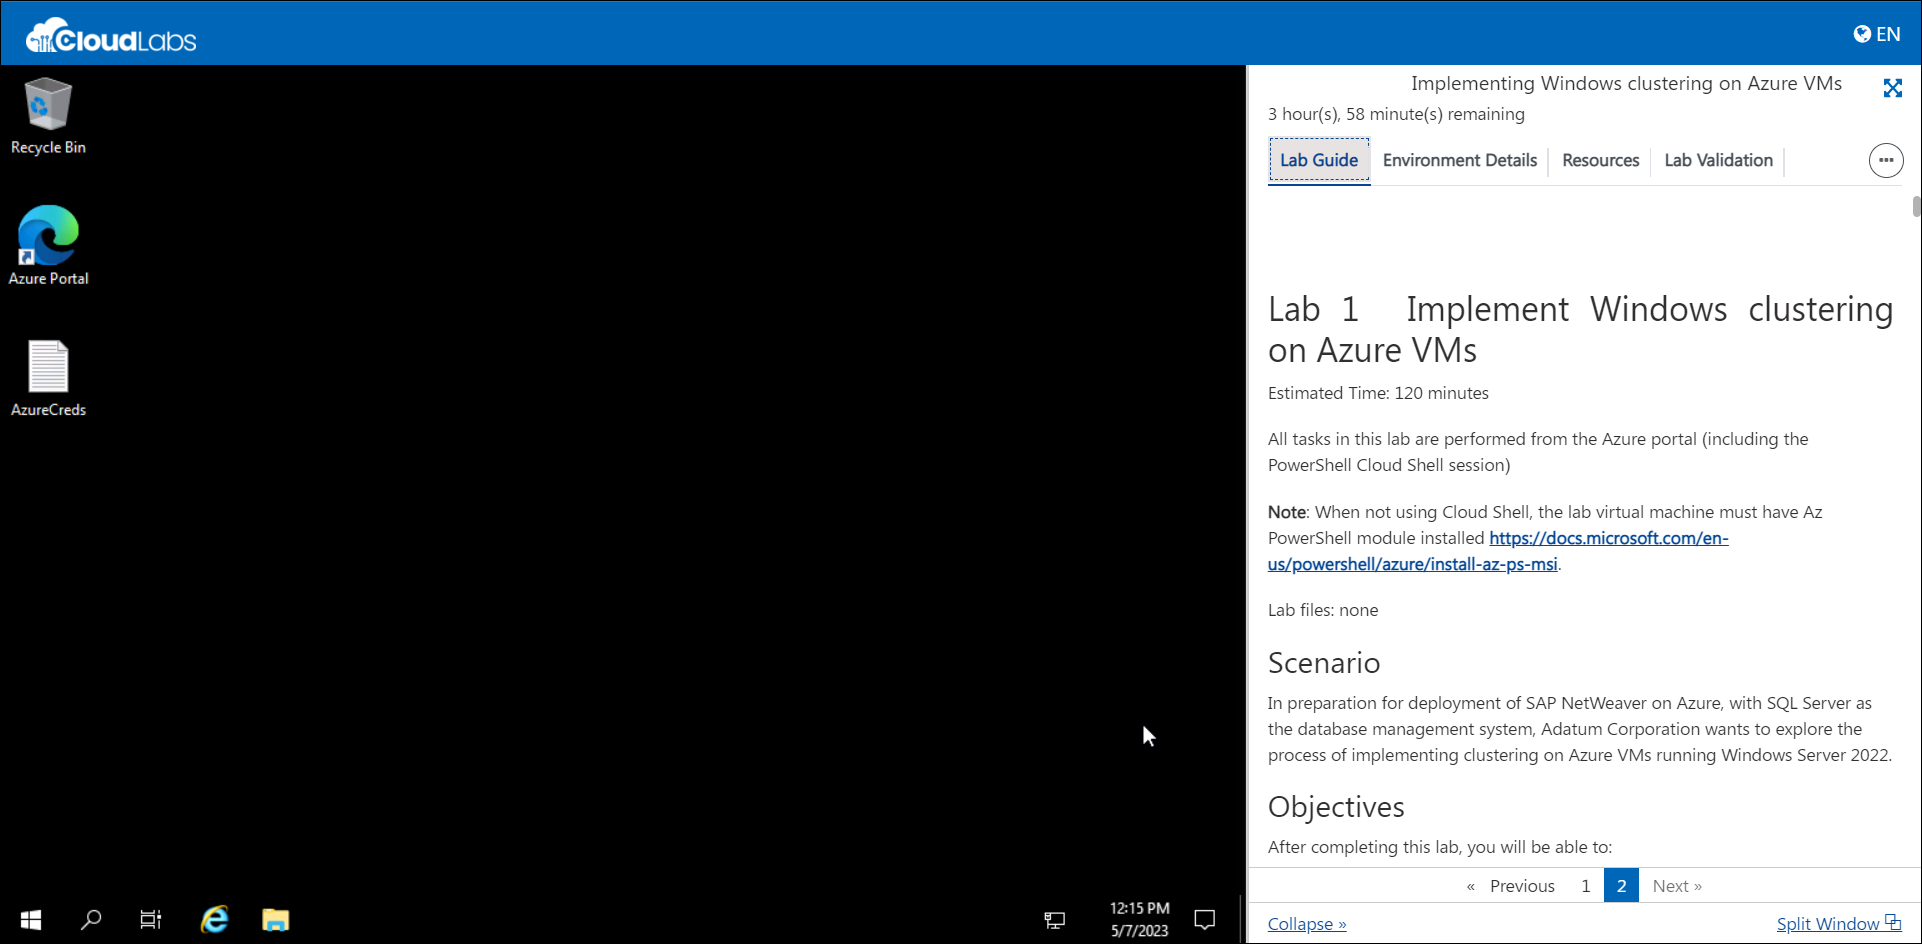 CloudLabs
EN
Recycle Bin
Azure Portal
AzureCreds
12:15 PM
5/7/2023
Implementing Windows clustering on Azure VMs
3 hour(s), 58 minute(s) remaining
Lab Guide
Environment Details
Resources
Lab Validation
Lab 1 Implement Windows clustering
on Azure VMs
Estimated Time: 120 minutes
All tasks in this lab are performed from the Azure portal (including the
PowerShell Cloud Shell session)
Note: When not using Cloud Shell, the lab virtual machine must have Az
PowerShell module installed https://docs.microsoft.com/en-
us/powershell/azure/install-az-ps-msi.
Lab files: none
Scenario
In preparation for deployment of SAP NetWeaver on Azure, with SQL Server as
the database management system, Adatum Corporation wants to explore the
process of implementing clustering on Azure VMs running Windows Server 2022.
Objectives
After completing this lab, you will be able to:
« Previous 1 2 Next »
Collapse »
Split Window